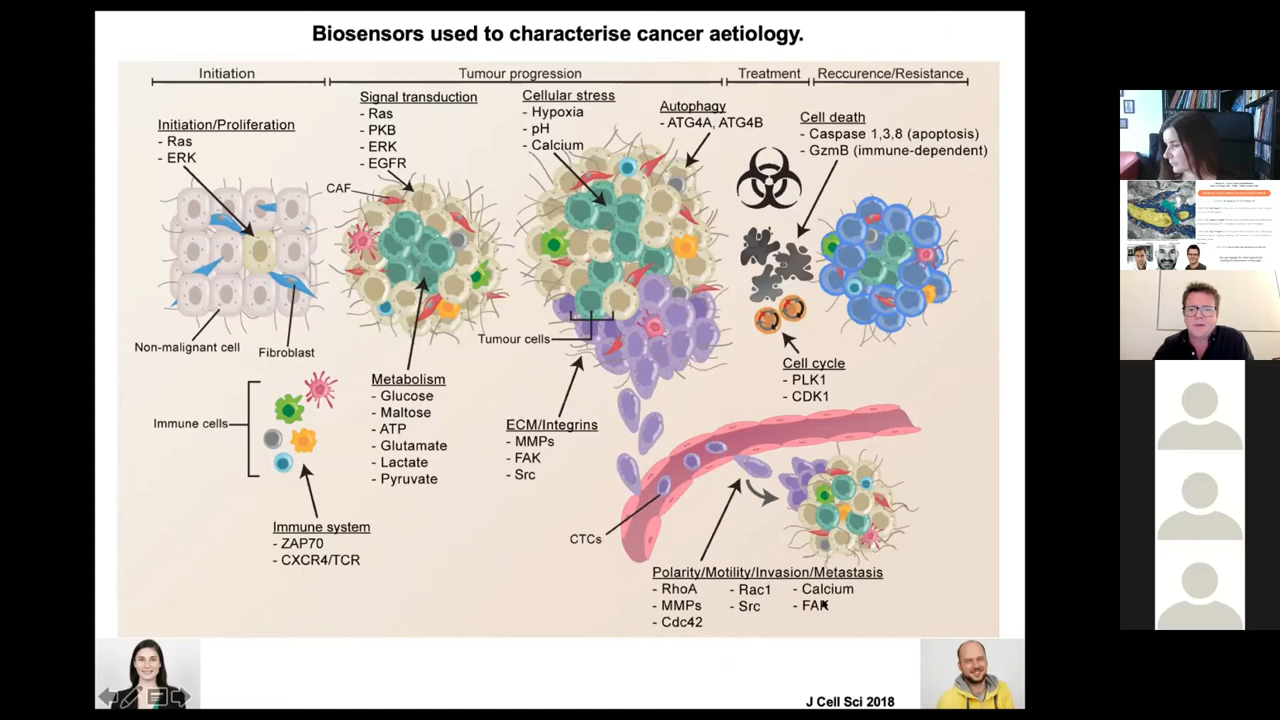 Biosensors used to characterise cancer aetiology.
Initiation
Tumour progression
Treatment
Reccurence/Resistance
Initiation/Proliferation
- Ras
- ERK
Signal transduction
- Ras
- PKB
- ERK
- EGFR
CAF
Cellular stress
- Hypoxia
- pH
- Calcium
Autophagy
- ATG4A, ATG4B
Cell death
- Caspase 1,3,8 (apoptosis)
- GzmB (immune-dependent)
Non-malignant cell
Fibroblast
Tumour cells
Cell cycle
- PLK1
- CDK1
Immune cells
Metabolism
- Glucose
- Maltose
- ATP
- Glutamate
- Lactate
- Pyruvate
ECM/Integrins
- MMPs
- FAK
- Src
Immune system
- ZAP70
- CXCR4/TCR
CTCs
Polarity/Motility/Invasion/Metastasis
- RhoA
- MMPs
- Cdc42
- Rac1
- Src
- Calcium
- FAK
J Cell Sci 2018